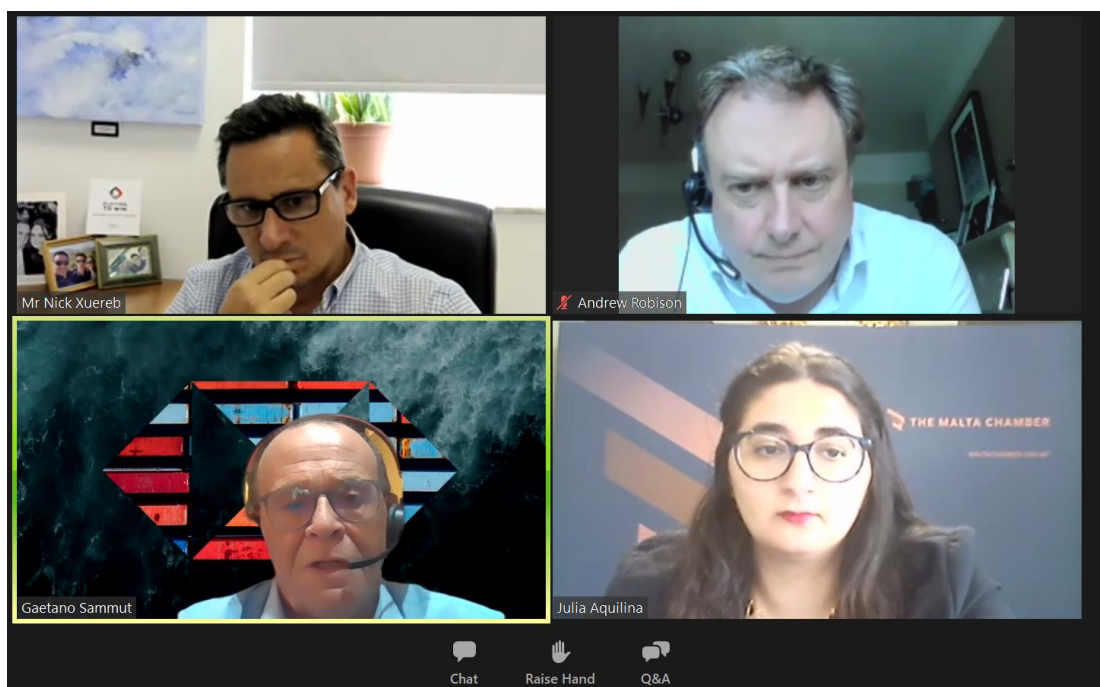 Mr Nick Xuereb
Andrew Robison
THE MALTA CHAMBER
Gaetano Sammut
Julia Aquilina
Chat
Raise Hand
Q&A